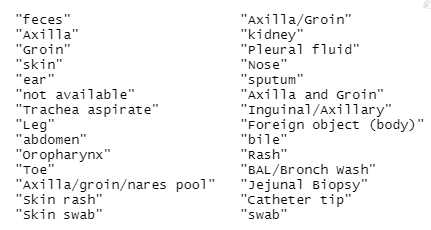 "feces" "Axilla/Groin"
"Axilla" "kidney"
"Groin" "Pleural fluid"
"skin" "Nose"
"ear" "sputum"
"not available" "Axilla and Groin"
"Trachea aspirate" "Inguinal/Axillary"
"Leg" "Foreign object (body)"
"abdomen" "bile"
"Oropharynx" "Rash"
"Toe" "BAL/Bronch Wash"
"Axilla/groin/nares pool" "Jejunal Biopsy"
"Skin rash" "Catheter tip"
"Skin swab" "swab"